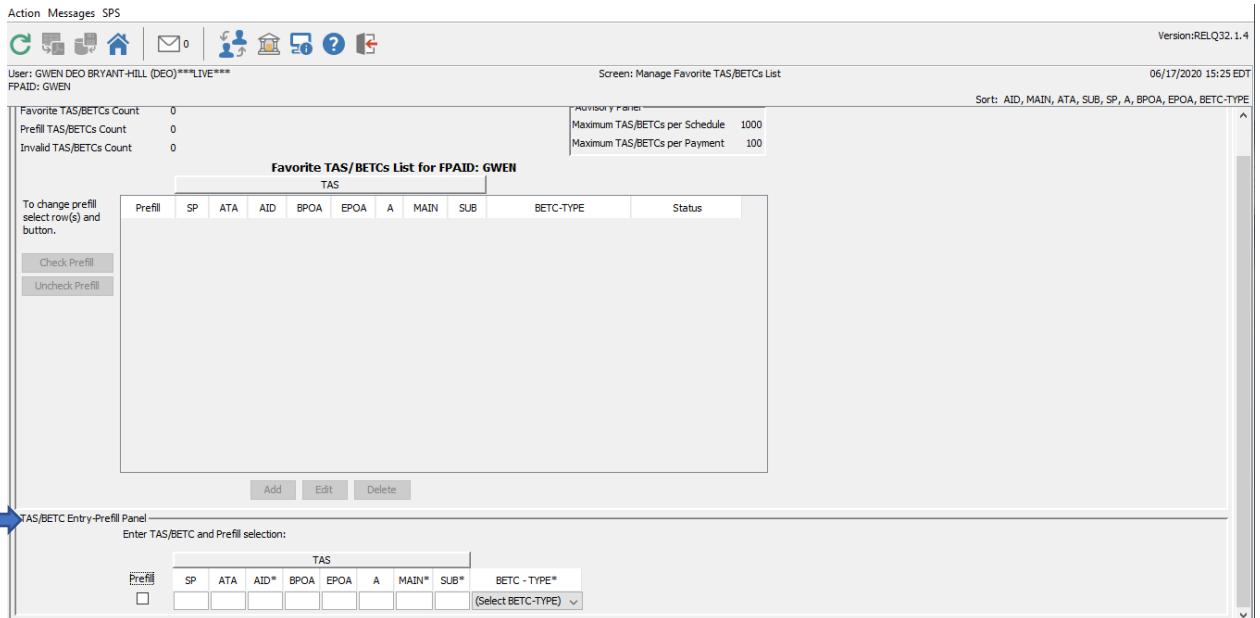 Action Messages SPS
0
Version:RELQ32.1.4
User: GWEN DEO BRYANT-HILL (DEO)***LIVE***
Screen: Manage Favorite TAS/BETCs List
06/17/2020 15:25 EDT
FPAID: GWEN
Sort: AID, MAIN, ATA, SUB, SP, A, BPOA, EPOA, BETC-TYPE
Favorite TAS/BETCs Count 0
Advisory Panel
Prefill TAS/BETCs Count 0
Maximum TAS/BETCs per Schedule 1000
Invalid TAS/BETCs Count 0
Maximum TAS/BETCs per Payment 100
Favorite TAS/BETCs List for FPAID: GWEN
TAS
To change prefill
select row(s) and
button.
Prefill SP ATA AID BPOA EPOA A MAIN SUB BETC-TYPE Status
Check Prefill
Uncheck Prefill
Add Edit Delete
TAS/BETC Entry-Prefill Panel
Enter TAS/BETC and Prefill selection:
TAS
Prefill SP ATA AID* BPOA EPOA A MAIN* SUB* BETC - TYPE*
(Select BETC-TYPE)